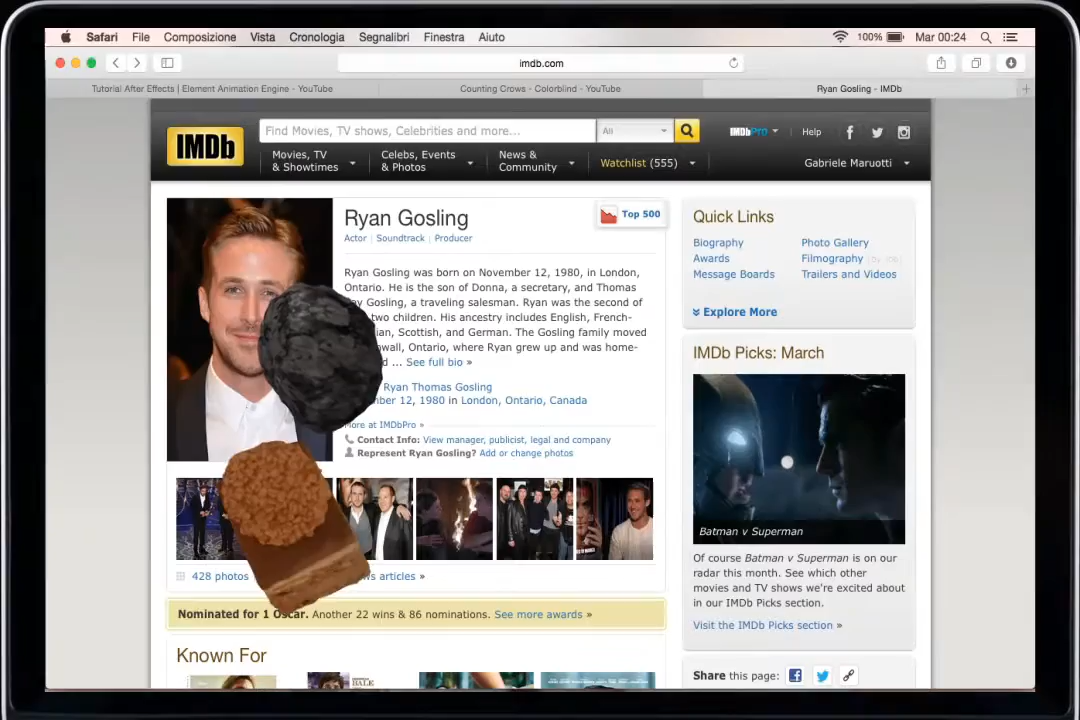 Safari File Composizione Vista Cronologia Segnalibri Finestra Aiuto 100% Mar 00:24
imdb.com
Tutorial After Effects | Element Animation Engine - YouTube Counting Crows - Colorblind - YouTube Ryan Gosling - IMDb
IMDb
Find Movies, TV shows, Celebrities and more... All
IMDbPro Help
Movies, TV & Showtimes
Celebs, Events & Photos
News & Community
Watchlist (555)
Gabriele Maruotti
Ryan Gosling
Top 500
Actor | Soundtrack | Producer
Ryan Gosling was born on November 12, 1980, in London,
Ontario. He is the son of Donna, a secretary, and Thomas
Gosling, a traveling salesman. Ryan was the second of
two children. His ancestry includes English, French-
Scottish, and German. The Gosling family moved
Ontario, where Ryan grew up and was home-
... See full bio »
Ryan Thomas Gosling
12, 1980 in London, Ontario, Canada
More at IMDbPro »
Contact Info: View manager, publicist, legal and company
Represent Ryan Gosling? Add or change photos
428 photos articles »
Nominated for 1 Oscar. Another 22 wins & 86 nominations. See more awards »
Known For
BALE
Quick Links
Biography Photo Gallery
Awards Filmography
Message Boards Trailers and Videos
Explore More
IMDb Picks: March
Batman v Superman
Of course Batman v Superman is on our
radar this month. See which other
movies and TV shows we're excited about
in our IMDb Picks section.
Visit the IMDb Picks section »
Share this page: